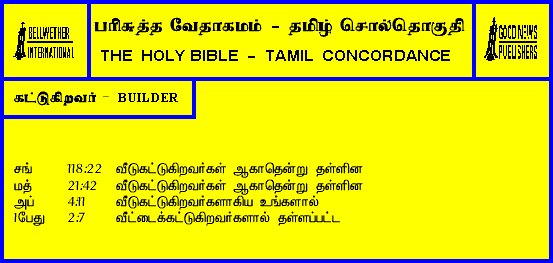 BELLWETHER
INTERNATIONAL
பரிசுத்த வேதாகமம் - தமிழ் சொல்தொகுதி
THE HOLY BIBLE - TAMIL CONCORDANCE
GOOD NEWS
PUBLISHERS
கட்டுகிறவர் - BUILDER
சங் 118:22 வீடுகட்டுகிறவர்கள் ஆகாதென்று தள்ளின
மத் 21:42 வீடுகட்டுகிறவர்கள் ஆகாதென்று தள்ளின
அப் 4:11 வீடுகட்டுகிறவர்களாகிய உங்களால்
1பேது 2:7 வீட்டைக்கட்டுகிறவர்களால் தள்ளப்பட்ட